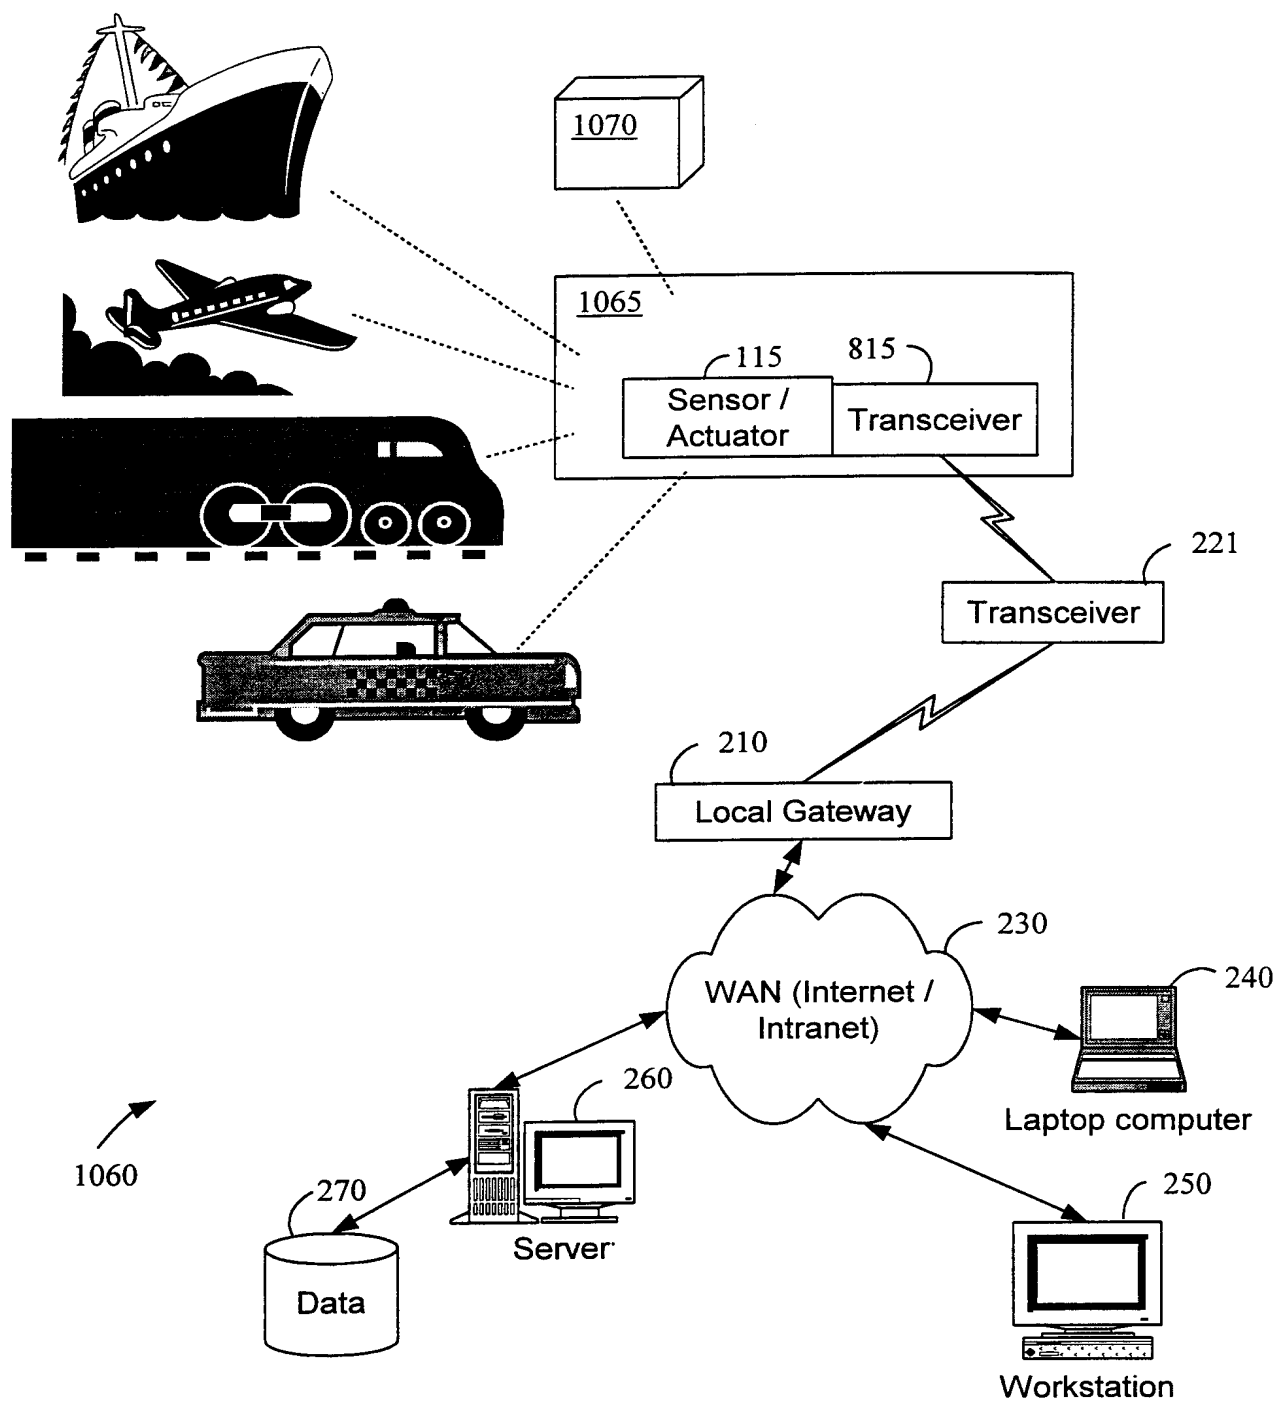 1070
1065
115
815
Sensor /
Actuator
Transceiver
221
Transceiver
210
Local Gateway
230
WAN (Internet /
Intranet)
240
Laptop computer
260
1060
270
Server
250
Data
Workstation